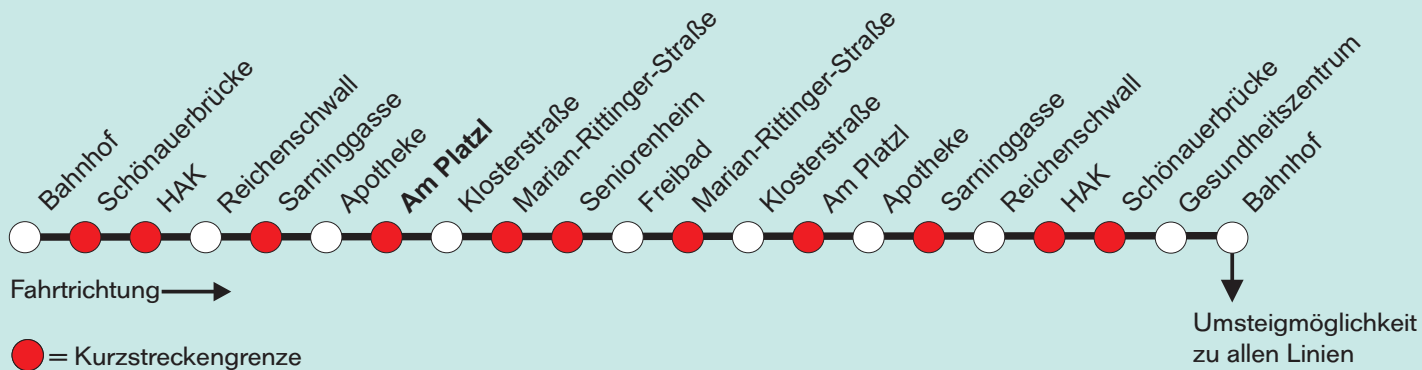 Bahnhof
Schönauerbrücke
HAK
Reichenschwall
Sarninggasse
Apotheke
Am Platzl
Klosterstraße
Marian-Rittinger-Straße
Seniorenheim
Freibad
Marian-Rittinger-Straße
Klosterstraße
Am Platzl
Apotheke
Sarninggasse
Reichenschwall
HAK
Schönauerbrücke
Gesundheitszentrum
Bahnhof
Fahrtrichtung
= Kurzstreckengrenze
Umsteigmöglichkeit
zu allen Linien